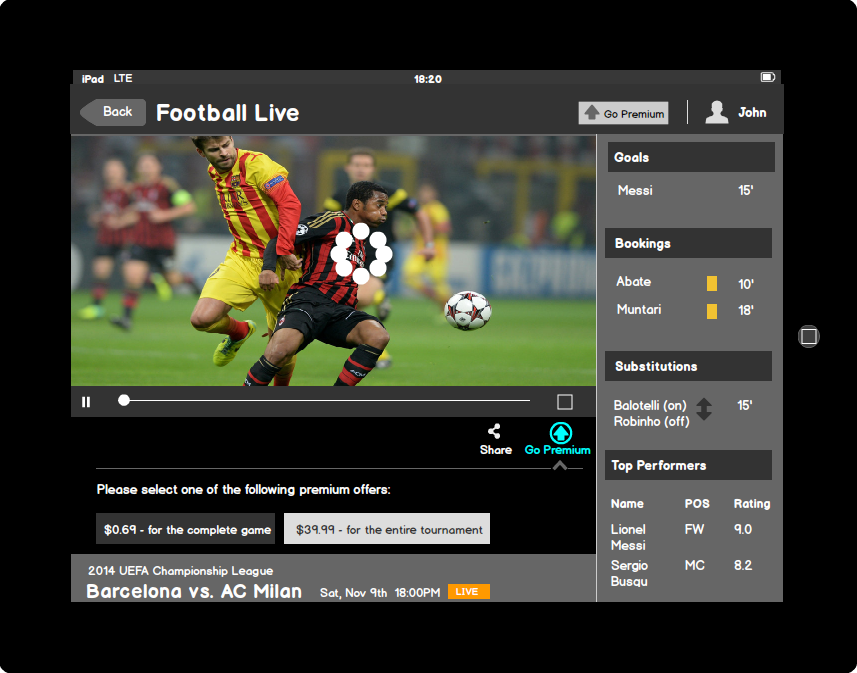 iPad LTE 18:20
Back Football Live Go Premium John
Goals
Messi 15'
Bookings
Abate 10'
Muntari 18'
Substitutions
Balotelli (on) 15'
Robinho (off)
Top Performers
Name POS Rating
Lionel FW 9.0
Messi
Sergio MC 8.2
Busqu
Share Go Premium
Please select one of the following premium offers:
$0.69 - for the complete game $39.99 - for the entire tournament
2014 UEFA Championship League
Barcelona vs. AC Milan Sat, Nov 9th 18:00PM LIVE